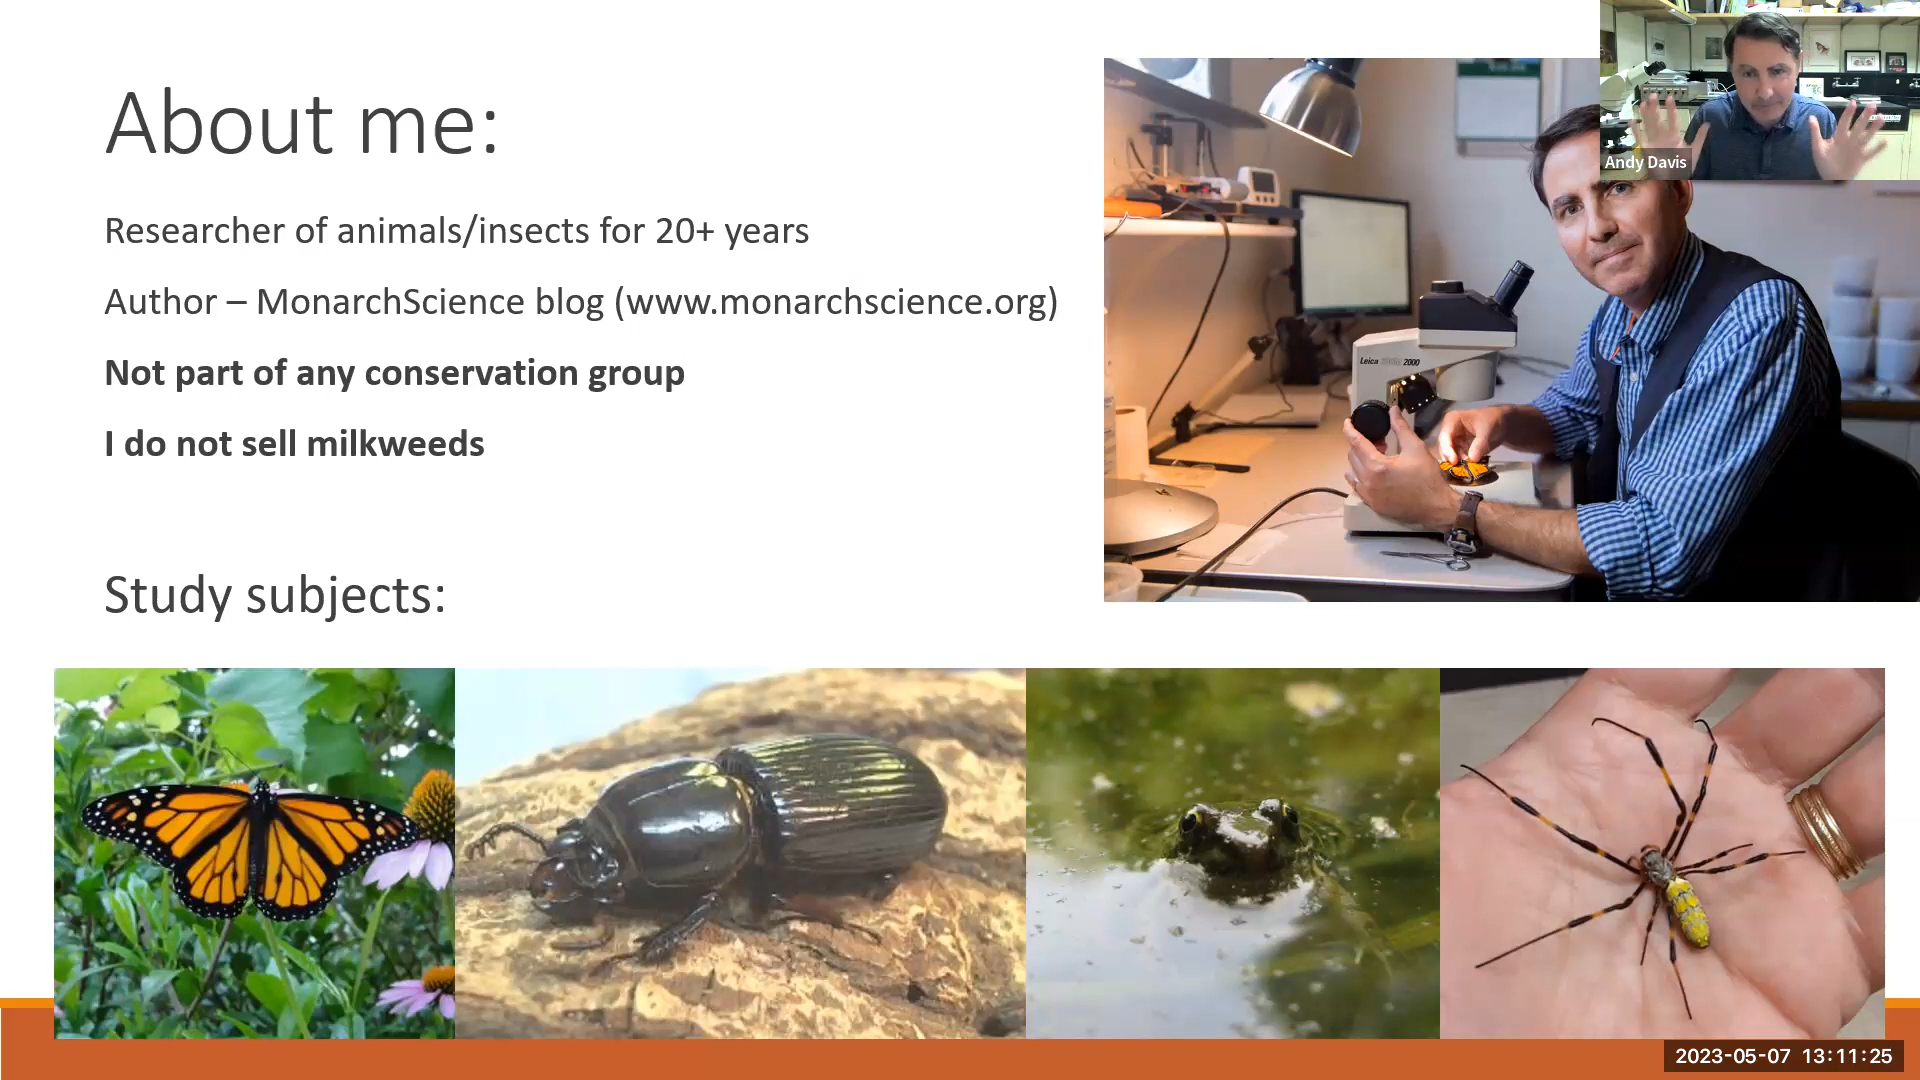 About me:
Researcher of animals/insects for 20+ years
Author – MonarchScience blog (www.monarchscience.org)
Not part of any conservation group
I do not sell milkweeds
Study subjects:
Andy Davis
Leica 2000
2023-05-07 13:11:25